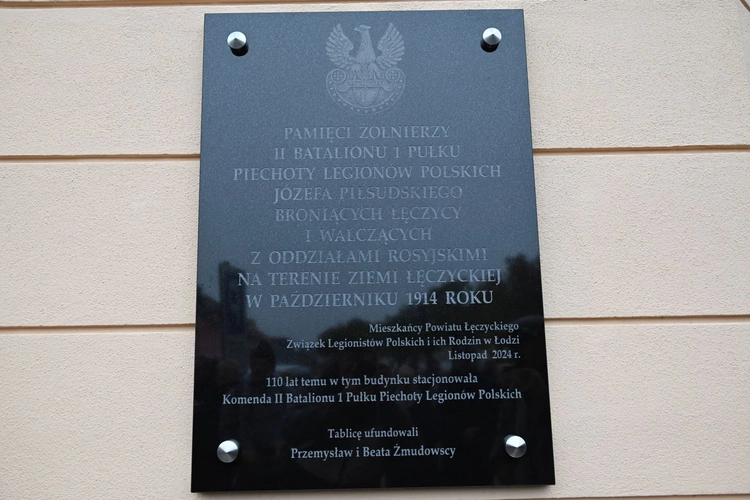 PAMIĘCI ŻOŁNIERZY
II BATALIONU 1 PUŁKU
PIECHOTY LEGIONÓW POLSKICH
JÓZEFA PIŁSUDSKIEGO
BRONIĄCYCH ŁĘCZYCY
I WALCZĄCYCH
Z ODDZIAŁAMI ROSYJSKIMI
NA TERENIE ZIEMI ŁĘCZYCKIEJ
W PAŹDZIERNIKU 1914 ROKU
Mieszkańcy Powiatu Łęczyckiego
Związek Legionistów Polskich i ich Rodzin w Łodzi
Listopad 2024 r.
110 lat temu w tym budynku stacjonowała
Komenda II Batalionu 1 Pułku Piechoty Legionów Polskich
Tablicę ufundowali
Przemysław i Beata Żmudowscy